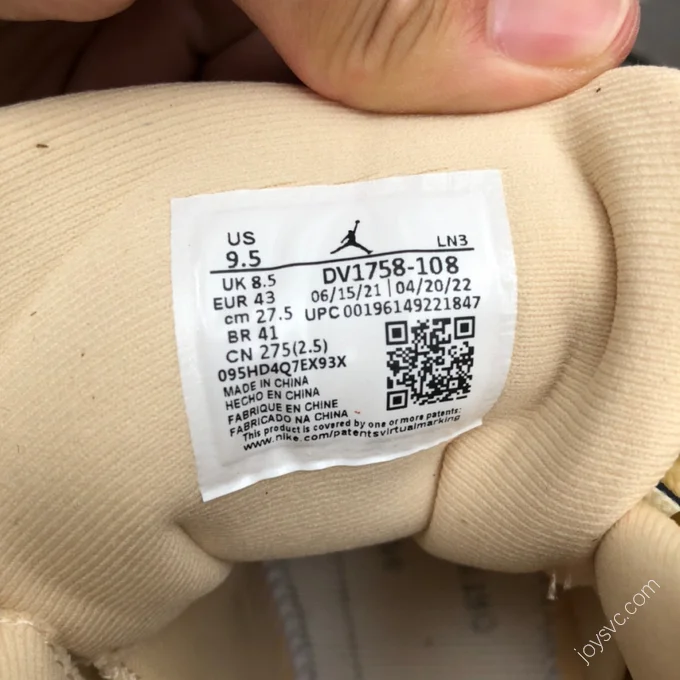 US
9.5
LN3
UK 8.5
EUR 43
cm 27.5
BR 41
CN 275(2.5)
095HD4Q7EX93X
DV1758-108
06/15/21 | 04/20/22
UPC 00196149221847
MADE IN CHINA
HECHO EN CHINA
FABRIQUE EN CHINE
FABRICADO NA CHINA
This product is covered by one or more patents:
www.nike.com/patentsvirtualmarking
joysvc.com